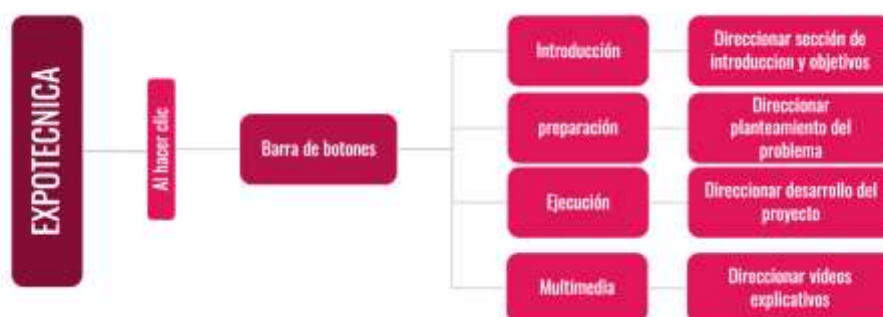 EXPOTECNICA
Al hacer clic
Barra de botones
Introducción
Direccionar sección de
introduccion y objetivos
preparación
Direccionar
planteamiento del
problema
Ejecución
Direccionar desarrollo del
proyecto
Multimedia
Direccionar videos
explicativos